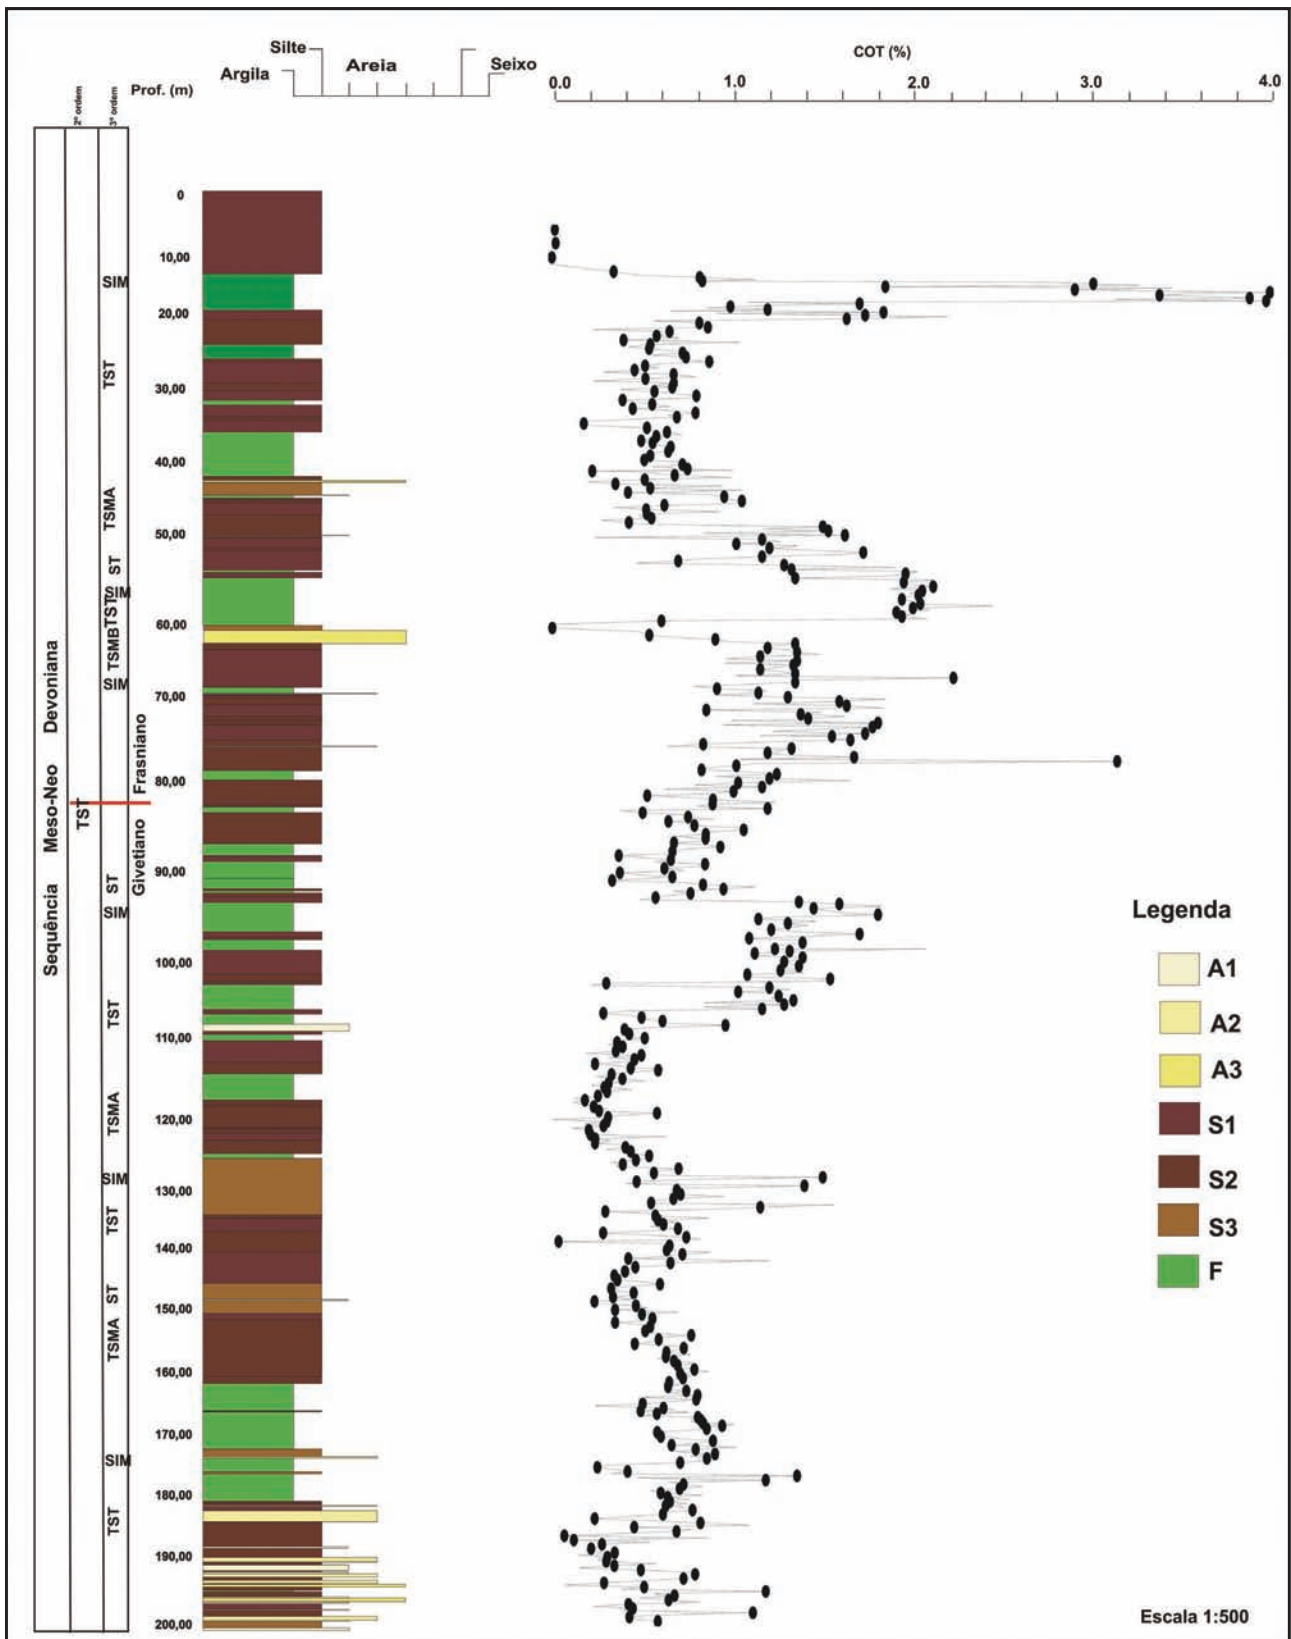 Silte
Argila
Areia
Seixo
COT (%)
Prof. (m)
2º ordem
3º ordem
0.0
1.0
2.0
3.0
4.0
0
10,00
20,00
30,00
40,00
50,00
60,00
70,00
80,00
90,00
100,00
110,00
120,00
130,00
140,00
150,00
160,00
170,00
180,00
190,00
200,00
Sequência Meso-Neo Devoniana
TST
SIM
TST
TSMA
ST
SIM
TST
TSMB
SIM
ST
SIM
TST
TSMA
SIM
TST
ST
TSMA
SIM
TST
Frasniano
Givetiano
Legenda
A1
A2
A3
S1
S2
S3
F
Escala 1:500